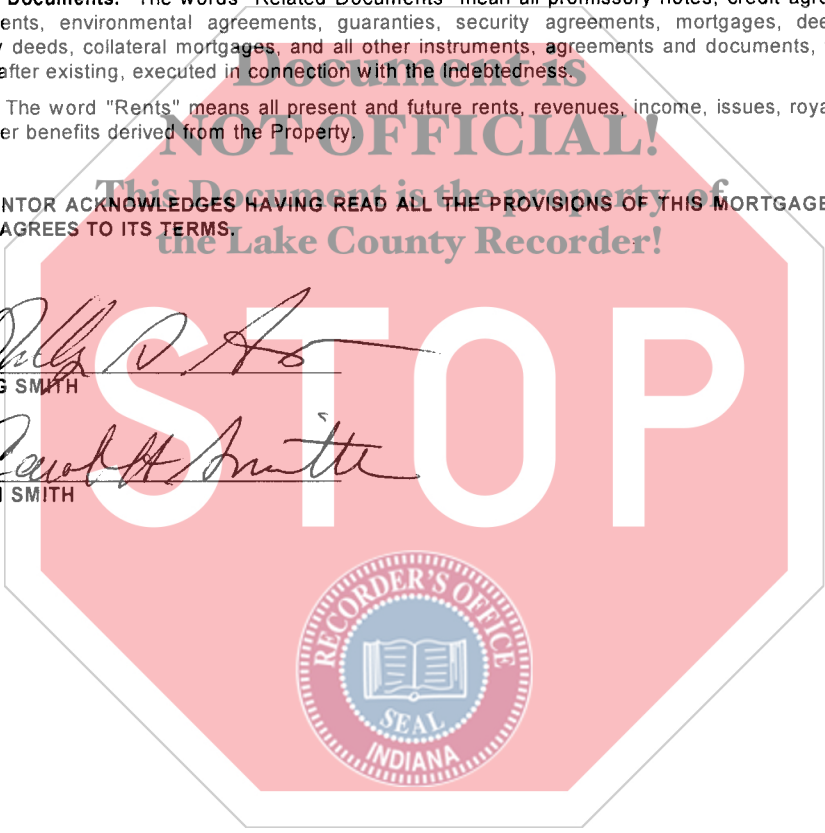 Documents. The words "Related Documents" mean all promissory notes, credit agre
ents, environmental agreements, guaranties, security agreements, mortgages, dee
y deeds, collateral mortgages, and all other instruments, agreements and documents,
after existing, executed in connection with the Indebtedness.
Document is
The word "Rents" means all present and future rents, revenues, income, issues, roya
er benefits derived from the Property.
NOT OFFICIAL!
This Document is the property of
NTOR ACKNOWLEDGES HAVING READ ALL THE PROVISIONS OF THIS MORTGAGE
AGREES TO ITS TERMS.
the Lake County Recorder!
STOP
G SMITH
Carol H Smith
SMITH
RECORDER'S OFFICE
SEAL
INDIANA